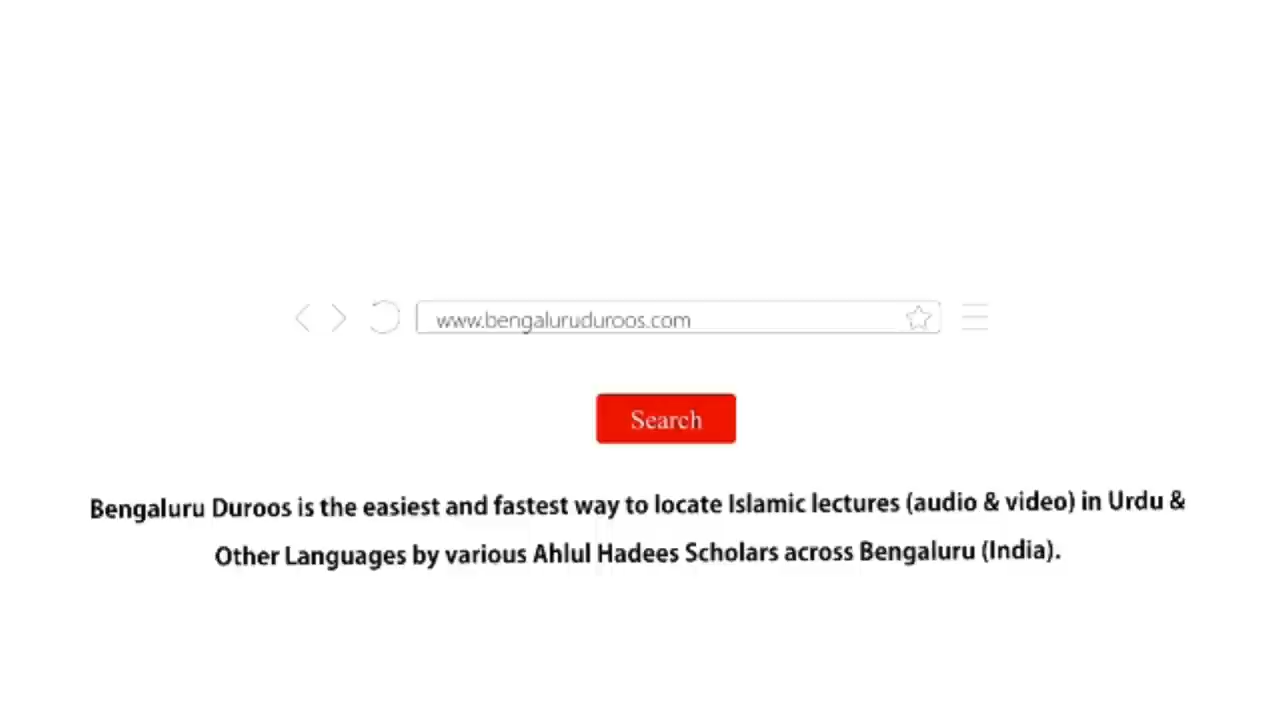 www.bengaluruduroos.com
Search
Bengaluru Duroos is the easiest and fastest way to locate Islamic lectures (audio & video) in Urdu &
Other Languages by various Ahlul Hadees Scholars across Bengaluru (India).